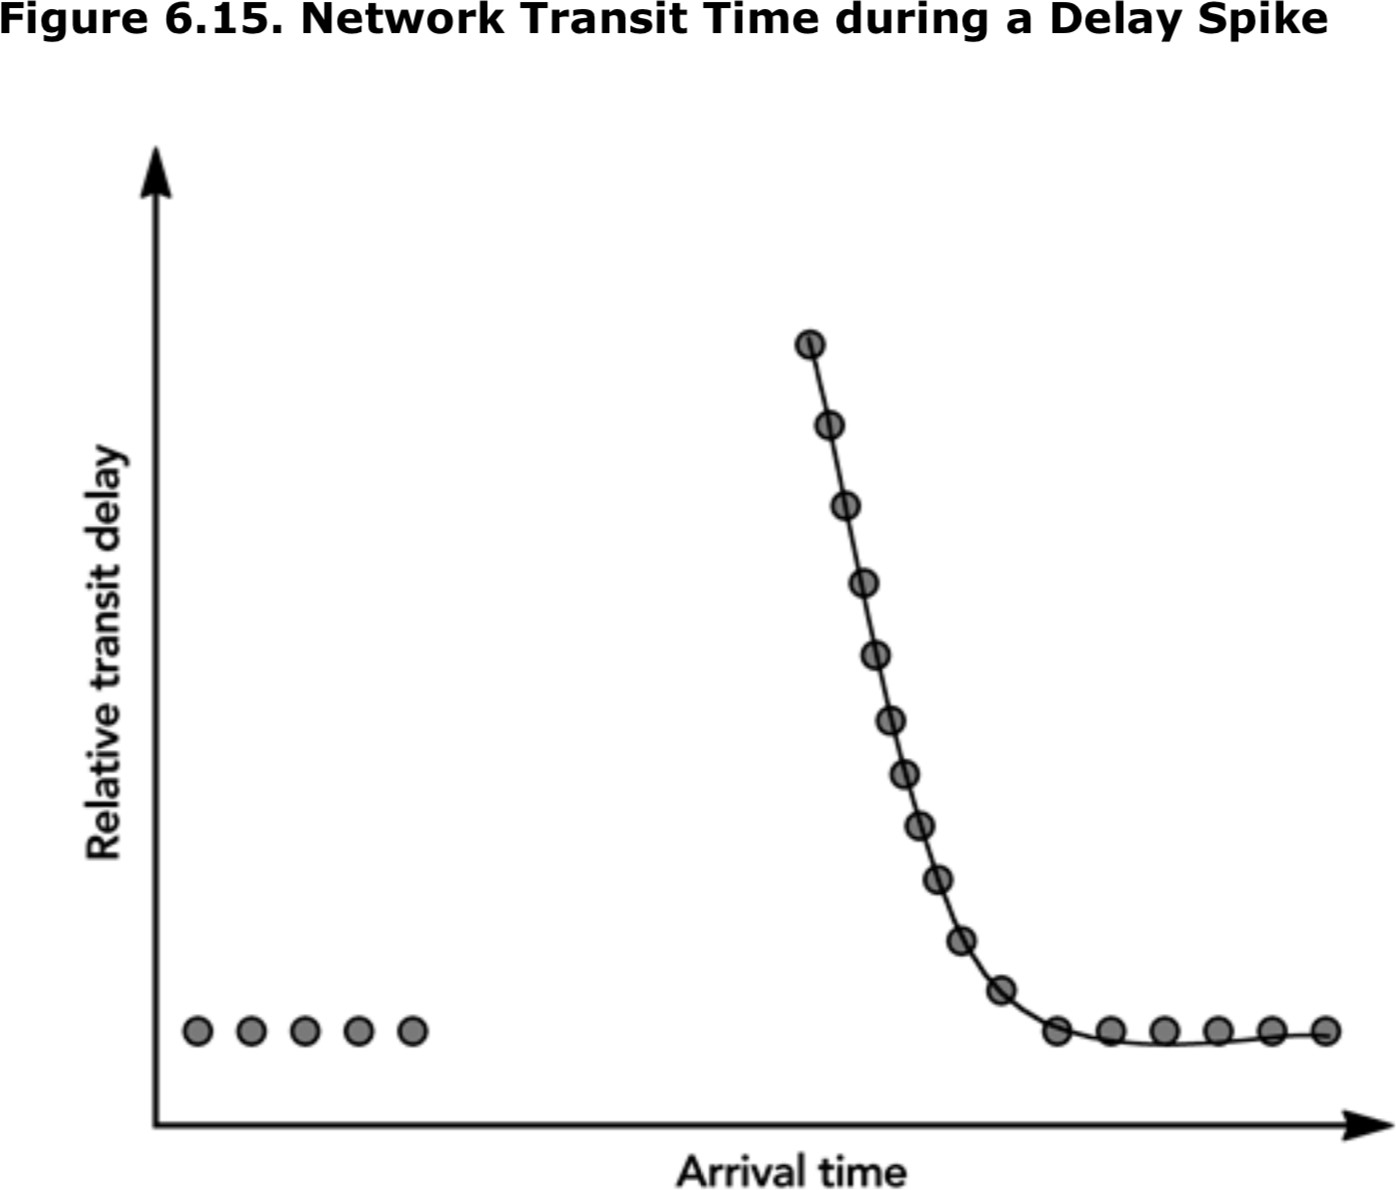 Figure 6.15. Network Transit Time during a Delay Spike
Relative transit delay
Arrival time